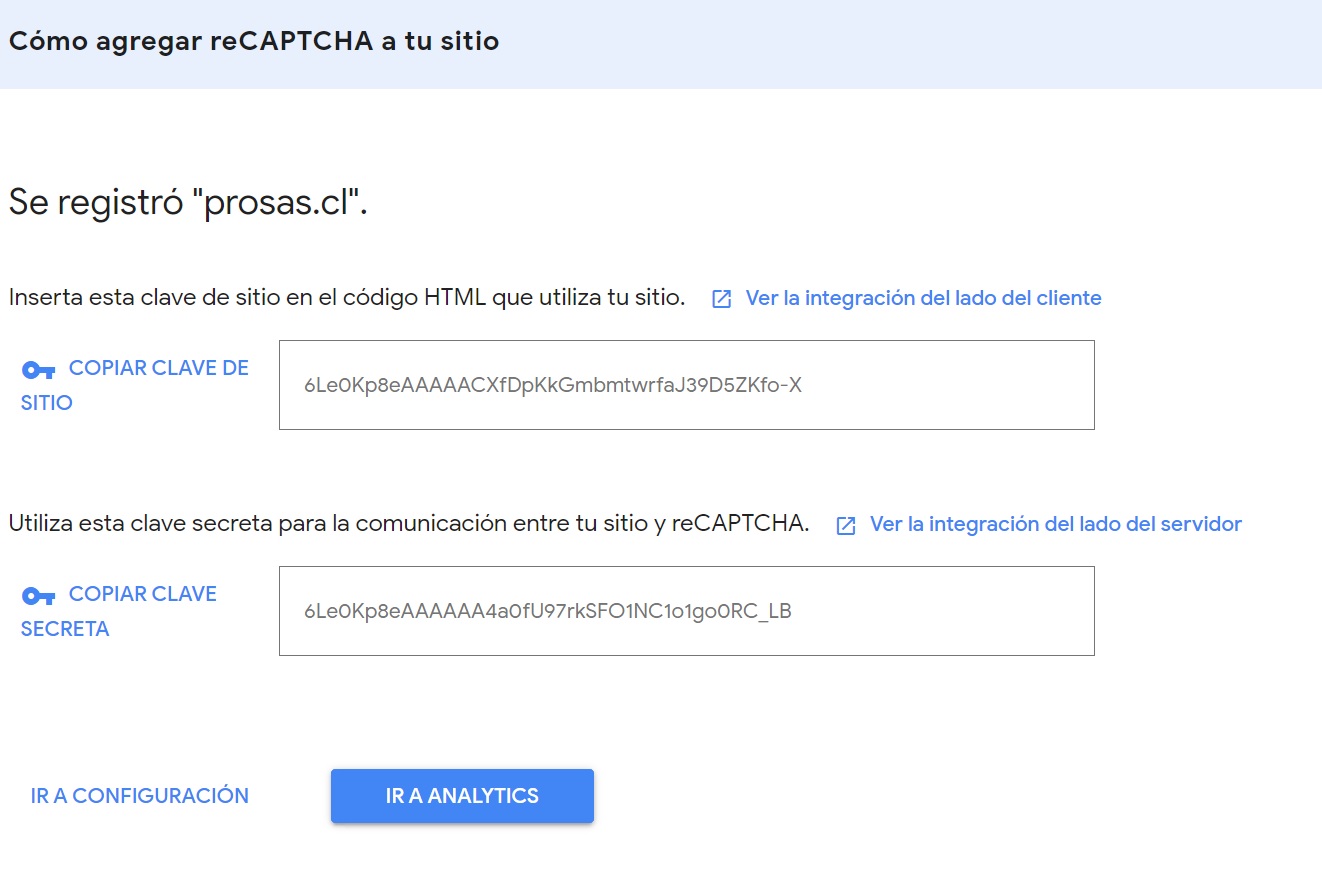 Cómo agregar reCAPTCHA a tu sitio
Se registró "prosas.cl".
Inserta esta clave de sitio en el código HTML que utiliza tu sitio. Ver la integración del lado del cliente
COPIAR CLAVE DE
SITIO
6Le0Kp8eAAAAACXfDpKkGmbmtwrfaJ39D5ZKfo-X
Utiliza esta clave secreta para la comunicación entre tu sitio y reCAPTCHA. Ver la integración del lado del servidor
COPIAR CLAVE
SECRETA
6Le0Kp8eAAAAAA4a0fU97rkSFO1NC1o1go0RC_LB
IR A CONFIGURACIÓN
IR A ANALYTICS